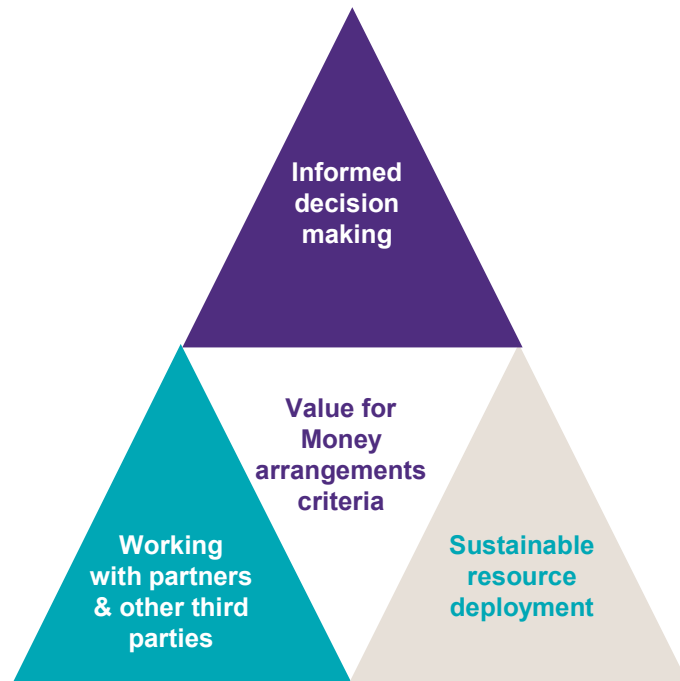 Informed
decision
making
Value for
Money
arrangements
criteria
Working
with partners
& other third
parties
Sustainable
resource
deployment